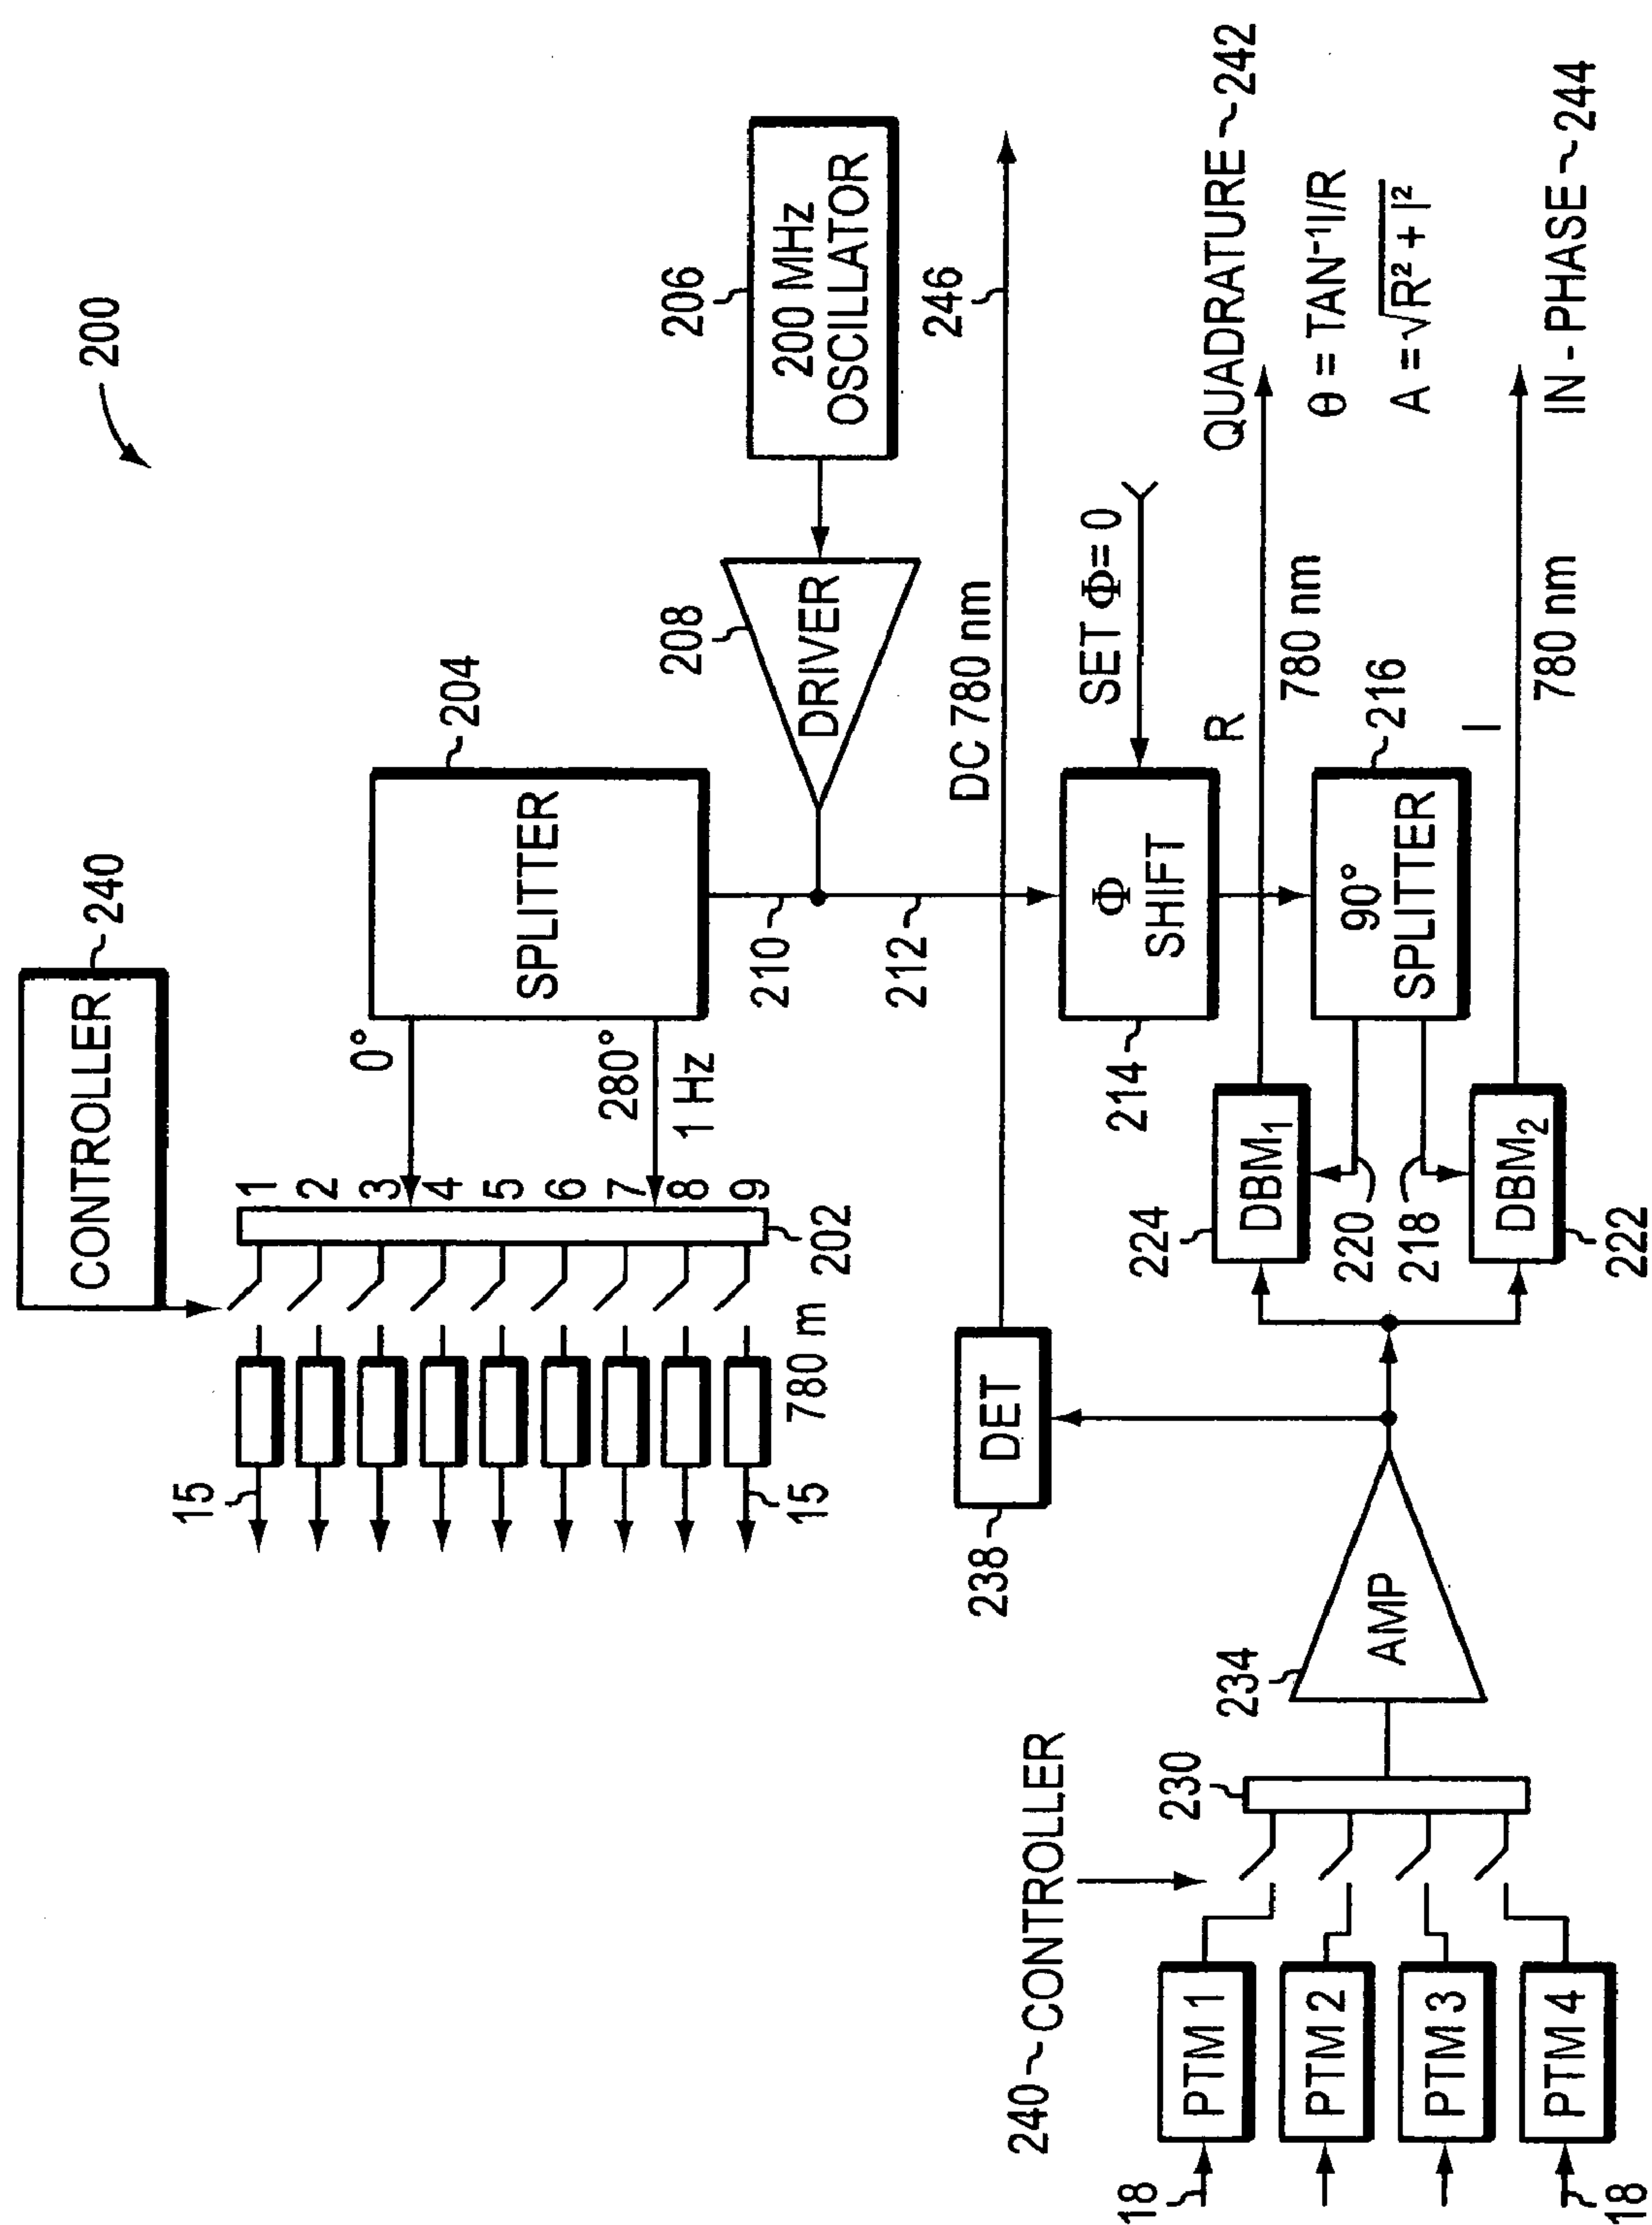 200
CONTROLLER
240
1
2
3
4
5
6
7
8
9
202
15
15
780 m
0°
280°
1 Hz
SPLITTER
204
210
212
DRIVER
208
200 MHz
OSCILLATOR
206
DC 780 nm
246
DET
238
Φ
SHIFT
214
SET Φ= 0
90°
SPLITTER
216
220
218
DBM1
224
DBM2
222
R
780 nm
QUADRATURE ~242
θ = TAN⁻¹I/R
A = √R² + I²
I
780 nm
IN - PHASE ~244
AMP
234
230
240~CONTROLLER
PTM 1
PTM 2
PTM 3
PTM 4
18
18